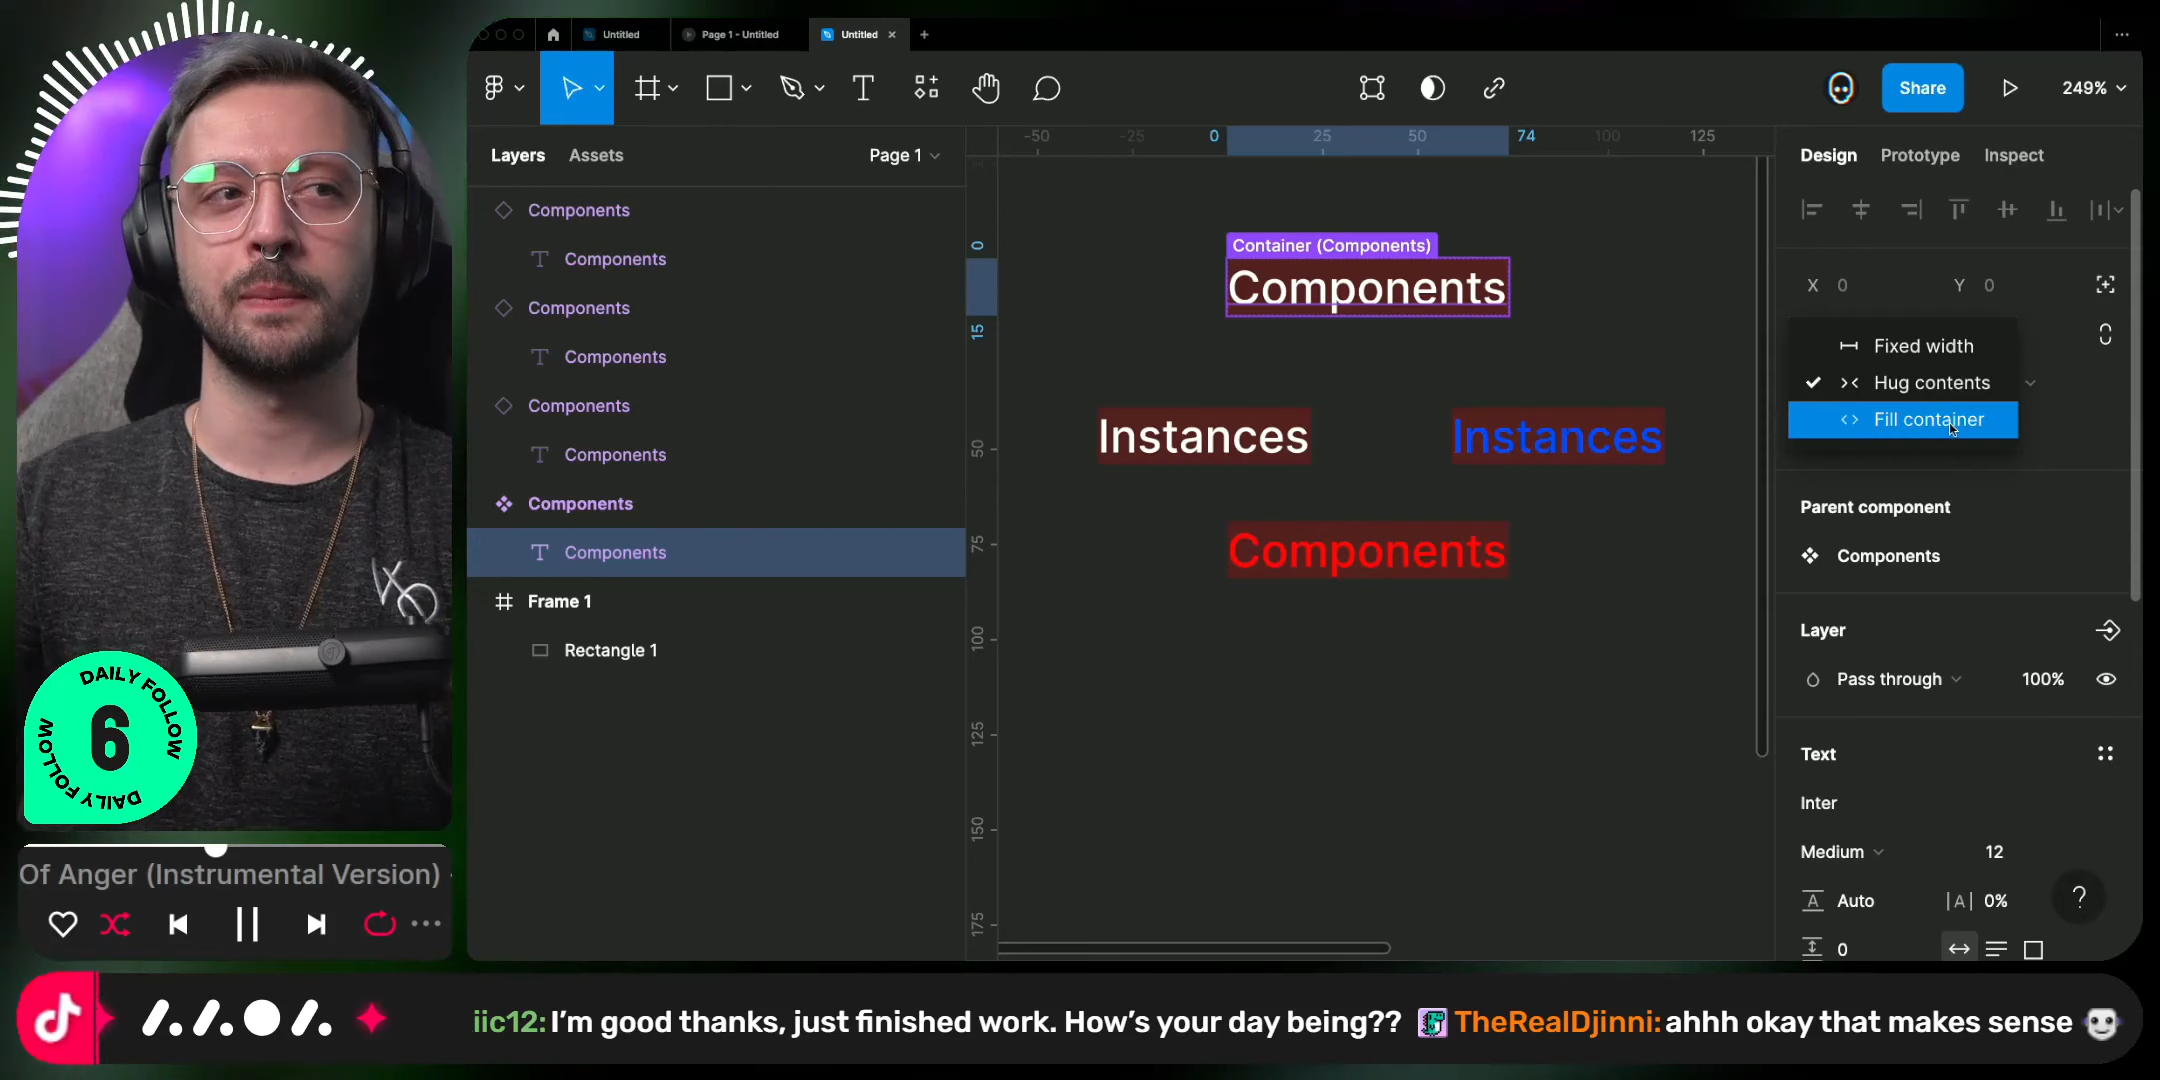 Untitled
Page 1 - Untitled
Untitled
Share
249%
Layers
Assets
Page 1
-50
-25
0
25
50
74
100
125
Design
Prototype
Inspect
Components
Components
Components
Components
Components
Components
Components
Components
Frame 1
Rectangle 1
0
15
50
75
100
125
150
175
Container (Components)
Components
Instances
Instances
Components
X 0
Y 0
Fixed width
Hug contents
Fill container
Parent component
Components
Layer
Pass through
100%
Text
Inter
Medium
12
A Auto
|A| 0%
0
?
DAILY FOLLOW
DAILY FOLLOW
6
Of Anger (Instrumental Version)
iic12: I’m good thanks, just finished work. How’s your day being??
TheRealDjinni: ahhh okay that makes sense